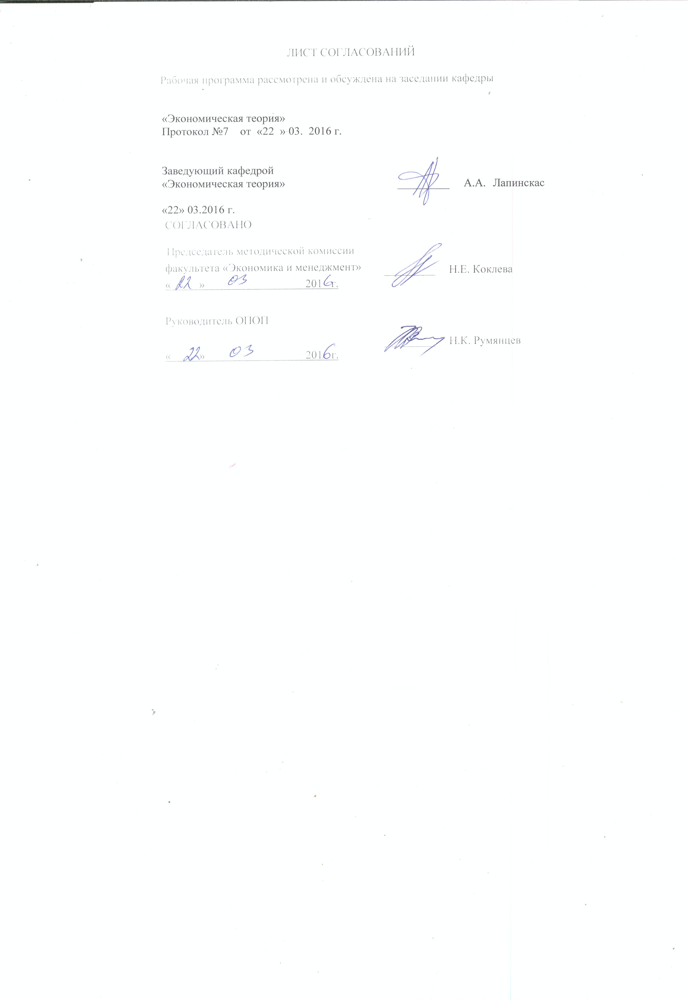 ЛИСТ СОГЛАСОВАНИЙ
Рабочая программа рассмотрена и обсуждена на заседании кафедры
«Экономическая теория»
Протокол №7 от «22 » 03. 2016 г.
Заведующий кафедрой
«Экономическая теория» А.А. Лапинскас
«22» 03.2016 г.
СОГЛАСОВАНО
Председатель методической комиссии
факультета «Экономика и менеджмент» Н.Е. Коклева
« 22 » 03 2016г.
Руководитель ОПОП
Н.К. Румянцев
« 22» 03 2016г.